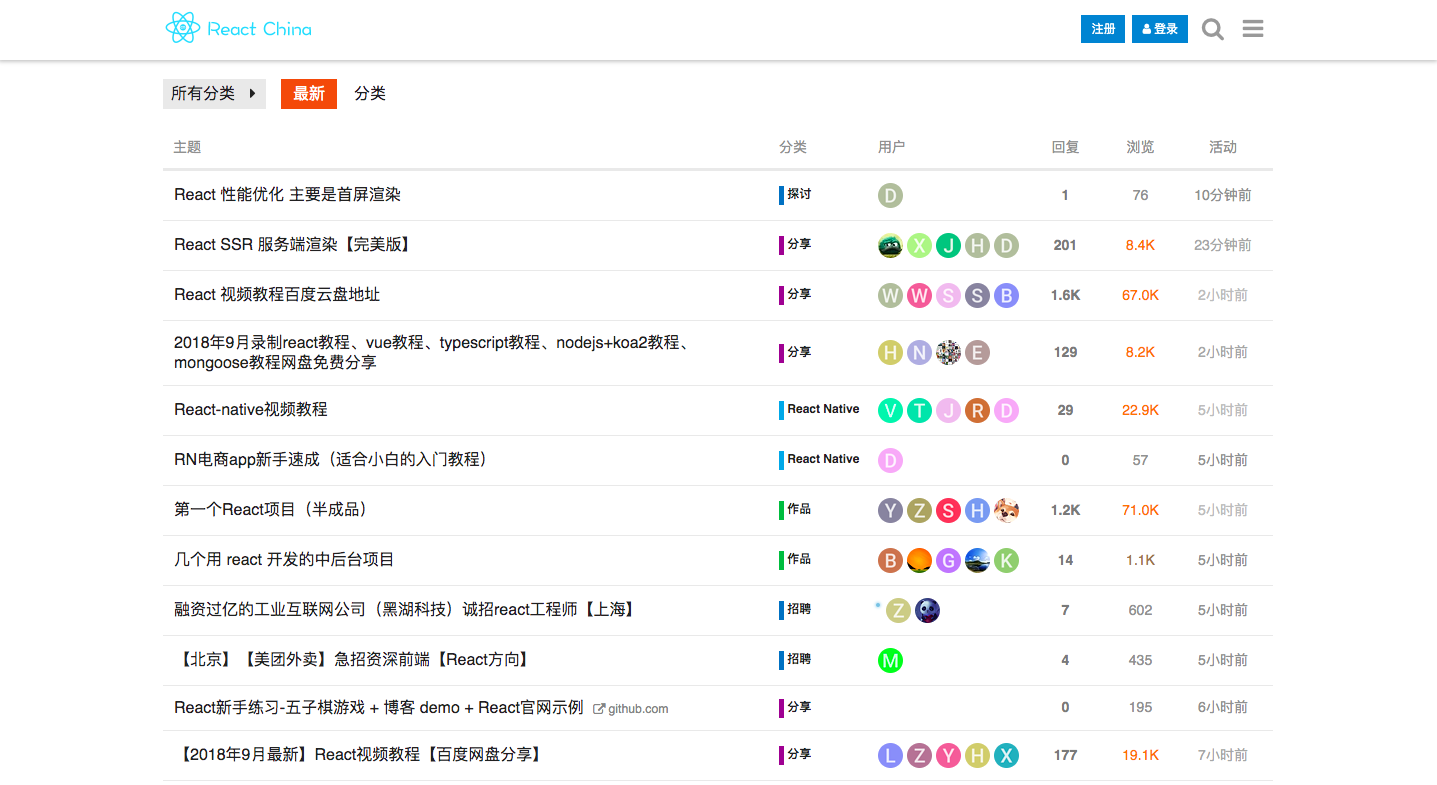 React China
注册 登录
所有分类 最新 分类
主题 分类 用户 回复 浏览 活动
React 性能优化 主要是首屏渲染 探讨 D 1 76 10分钟前
React SSR 服务端渲染【完美版】 分享 X J H D 201 8.4K 23分钟前
React 视频教程百度云盘地址 分享 W W S S B 1.6K 67.0K 2小时前
2018年9月录制react教程、vue教程、typescript教程、nodejs+koa2教程、
mongoose教程网盘免费分享 分享 H N E 129 8.2K 2小时前
React-native视频教程 React Native V T J R D 29 22.9K 5小时前
RN电商app新手速成（适合小白的入门教程） React Native D 0 57 5小时前
第一个React项目（半成品） 作品 Y Z S H 1.2K 71.0K 5小时前
几个用 react 开发的中后台项目 作品 B G K 14 1.1K 5小时前
融资过亿的工业互联网公司（黑湖科技）诚招react工程师【上海】 招聘 Z 7 602 5小时前
【北京】【美团外卖】急招资深前端【React方向】 招聘 M 4 435 5小时前
React新手练习-五子棋游戏 + 博客 demo + React官网示例 github.com 分享 0 195 6小时前
【2018年9月最新】React视频教程【百度网盘分享】 分享 L Z Y H X 177 19.1K 7小时前